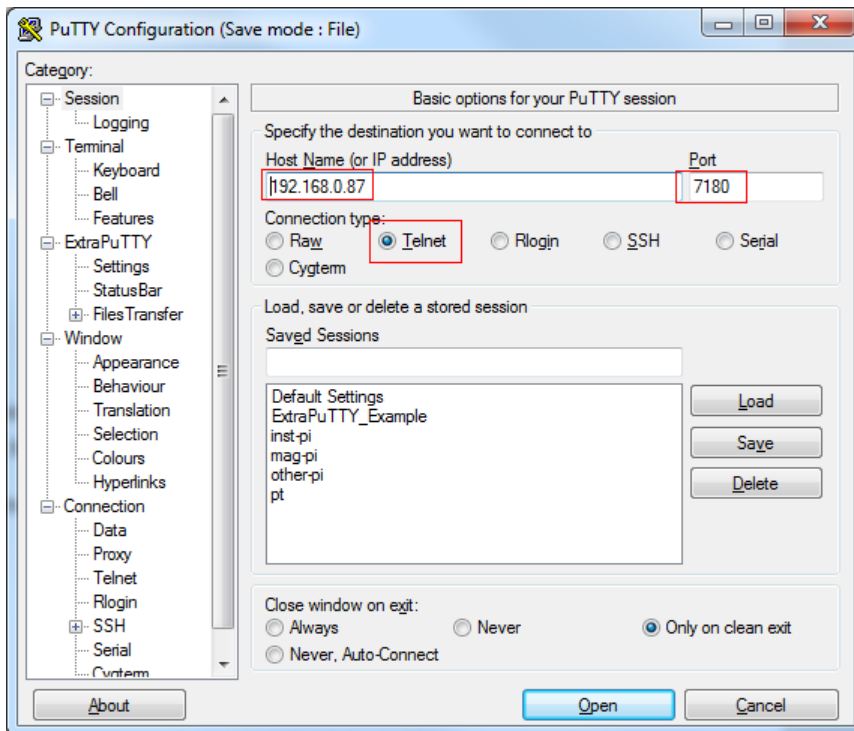 PuTTY Configuration (Save mode : File)
Category:
Session
Logging
Terminal
Keyboard
Bell
Features
ExtraPuTTY
Settings
StatusBar
FilesTransfer
Window
Appearance
Behaviour
Translation
Selection
Colours
Hyperlinks
Connection
Data
Proxy
Telnet
Rlogin
SSH
Serial
Cygterm
Basic options for your PuTTY session
Specify the destination you want to connect to
Host Name (or IP address) Port
192.168.0.87 7180
Connection type:
Raw Telnet Rlogin SSH Serial
Cygterm
Load, save or delete a stored session
Saved Sessions
Default Settings
ExtraPuTTY_Example
inst-pi
mag-pi
other-pi
pt
Load
Save
Delete
Close window on exit:
Always Never Only on clean exit
Never, Auto-Connect
About Open Cancel